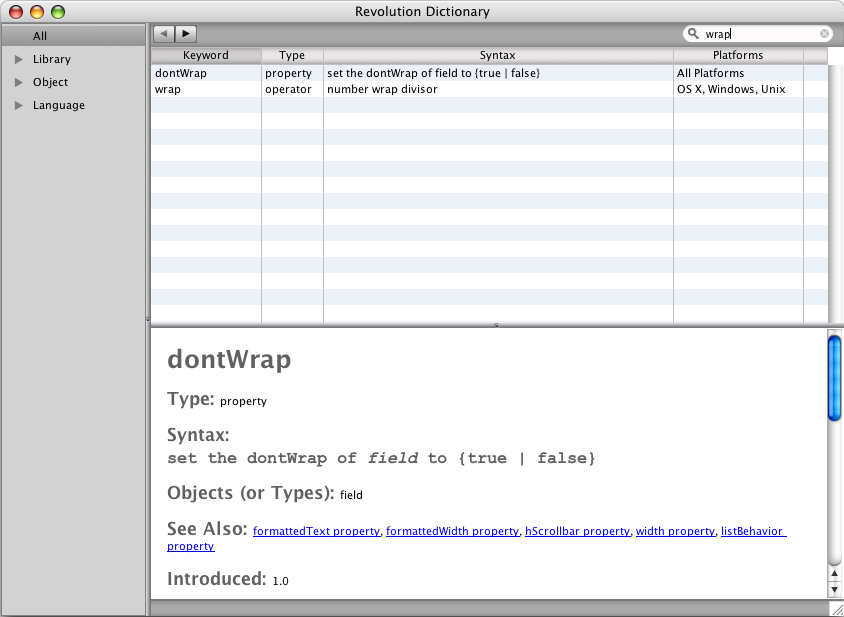 Revolution Dictionary
All
Library
Object
Language
wrap
Keyword Type Syntax Platforms
dontWrap property set the dontWrap of field to {true | false} All Platforms
wrap operator number wrap divisor OS X, Windows, Unix
dontWrap
Type: property
Syntax:
set the dontWrap of field to {true | false}
Objects (or Types): field
See Also: formattedText property, formattedWidth property, hScrollbar property, width property, listBehavior
property
Introduced: 1.0